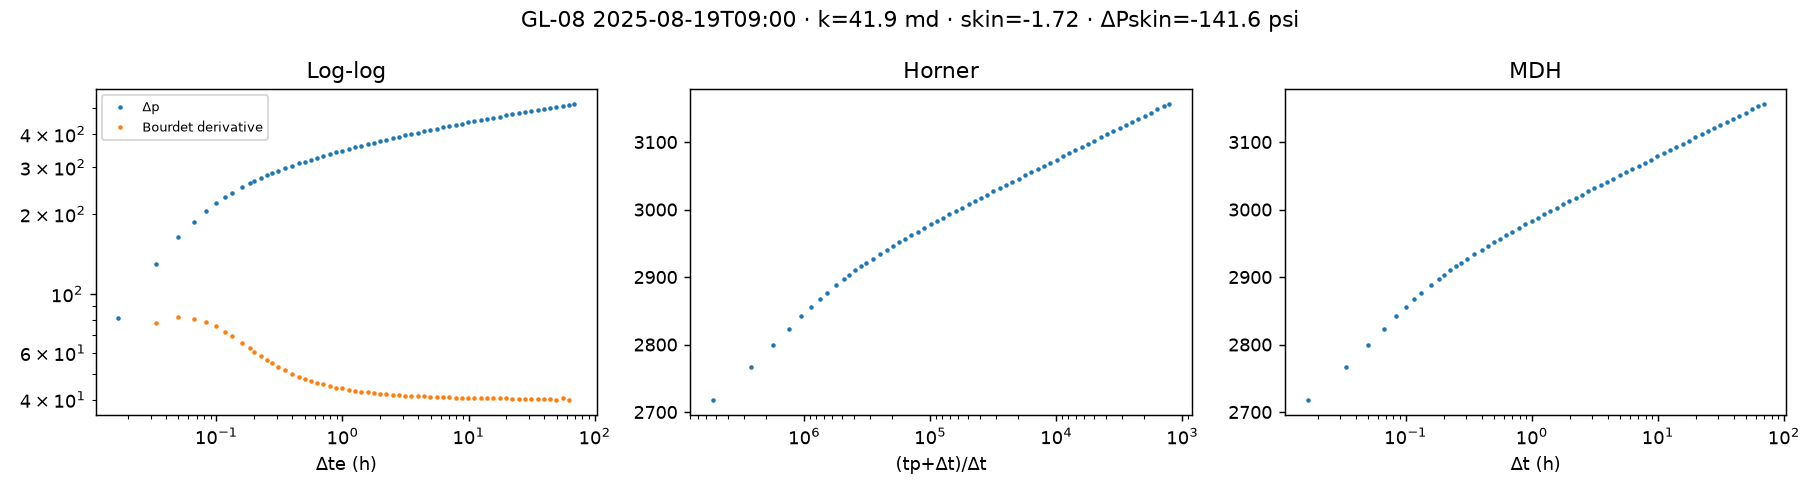 GL-08 2025-08-19T09:00 · k=41.9 md · skin=-1.72 · ΔPskin=-141.6 psi
Log-log
Δp
Bourdet derivative
4 × 10²
3 × 10²
2 × 10²
10²
6 × 10¹
4 × 10¹
10⁻¹
10⁰
10¹
10²
Δte (h)
Horner
3100
3000
2900
2800
2700
10⁶
10⁵
10⁴
10³
(tp+Δt)/Δt
MDH
3100
3000
2900
2800
2700
10⁻¹
10⁰
10¹
10²
Δt (h)